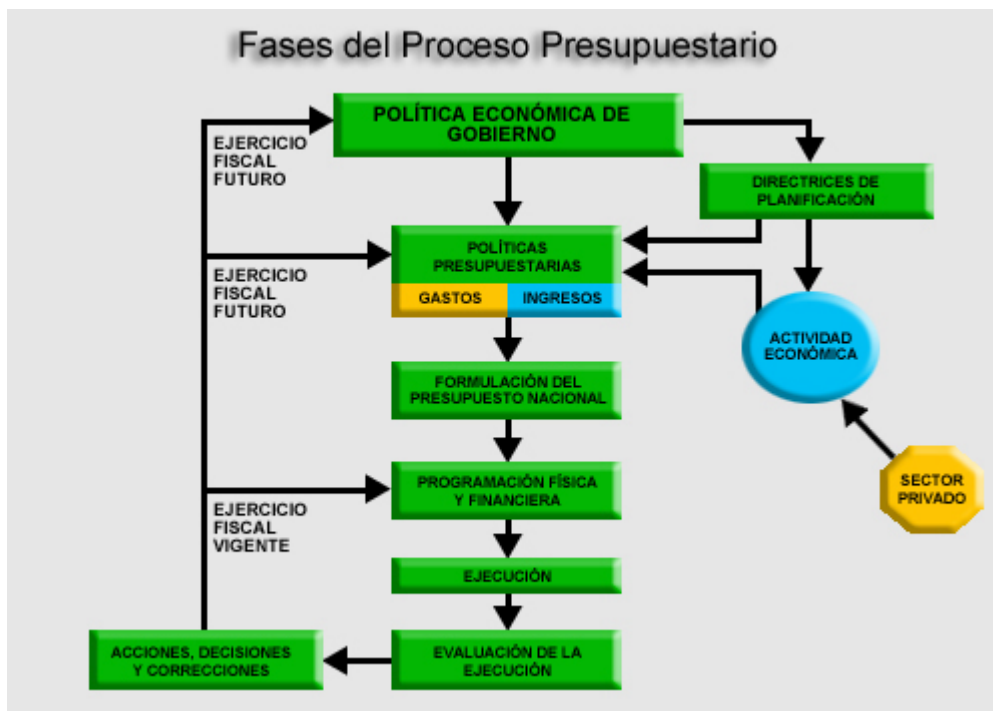 Fases del Proceso Presupuestario
POLÍTICA ECONÓMICA DE
GOBIERNO
EJERCICIO
FISCAL
FUTURO
DIRECTRICES DE
PLANIFICACIÓN
POLÍTICAS
PRESUPUESTARIAS
GASTOS
INGRESOS
EJERCICIO
FISCAL
FUTURO
ACTIVIDAD
ECONÓMICA
FORMULACIÓN DEL
PRESUPUESTO NACIONAL
SECTOR
PRIVADO
PROGRAMACIÓN FÍSICA
Y FINANCIERA
EJERCICIO
FISCAL
VIGENTE
EJECUCIÓN
ACCIONES, DECISIONES
Y CORRECCIONES
EVALUACIÓN DE LA
EJECUCIÓN